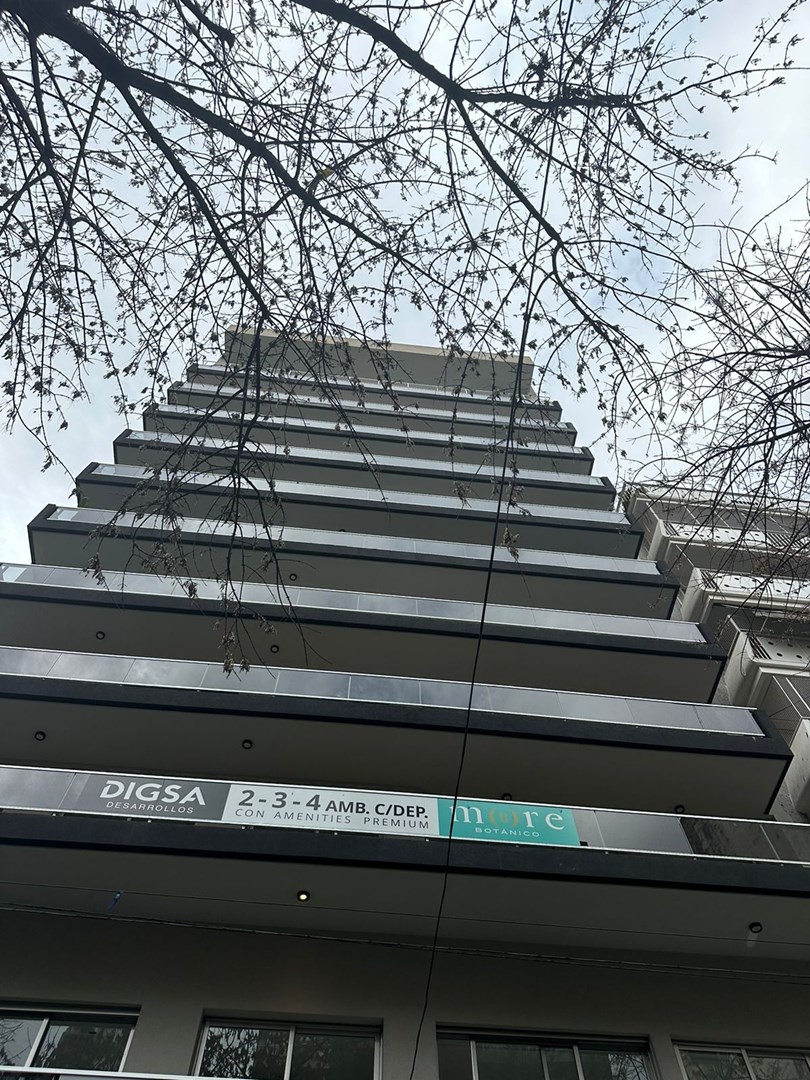 DIGSA
DESARROLLOS
2-3-4 AMB. C/DEP.
CON AMENITIES PREMIUM
more
BOTÁNICO